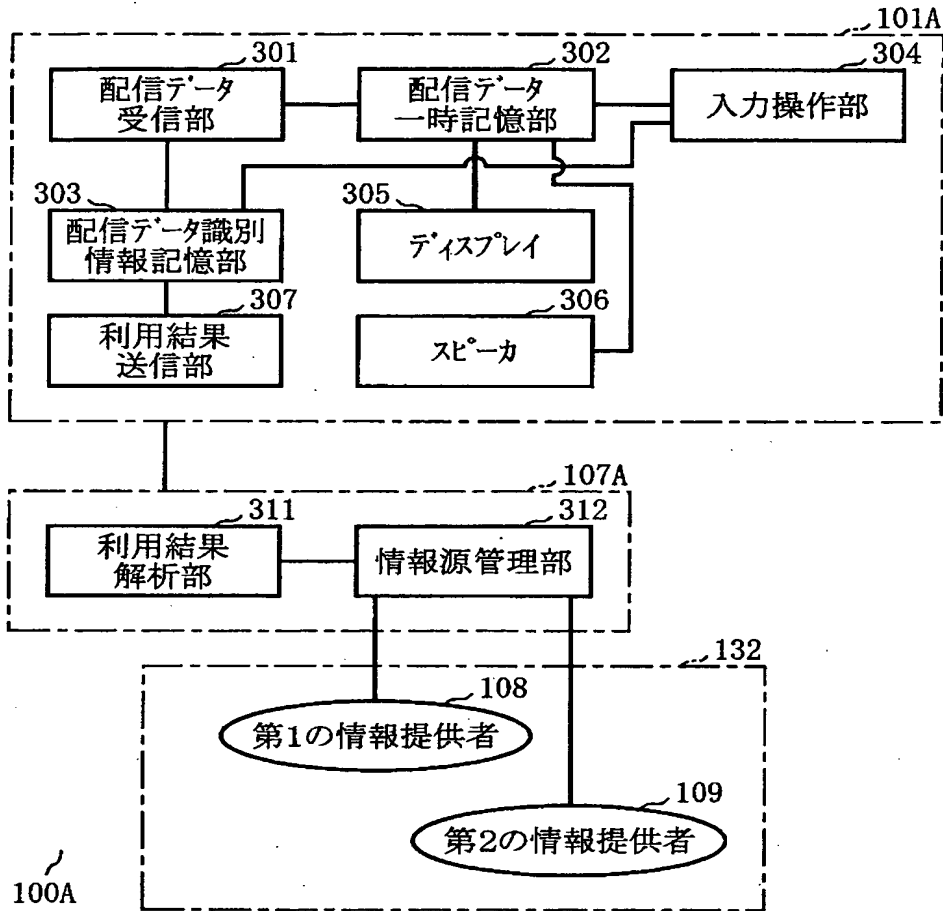 101A
301
302
304
配信データ
受信部
配信データ
一時記憶部
入力操作部
303
305
配信データ識別
情報記憶部
ディスプレイ
307
306
利用結果
送信部
スピーカ
107A
311
312
利用結果
解析部
情報源管理部
132
108
第1の情報提供者
109
第2の情報提供者
100A